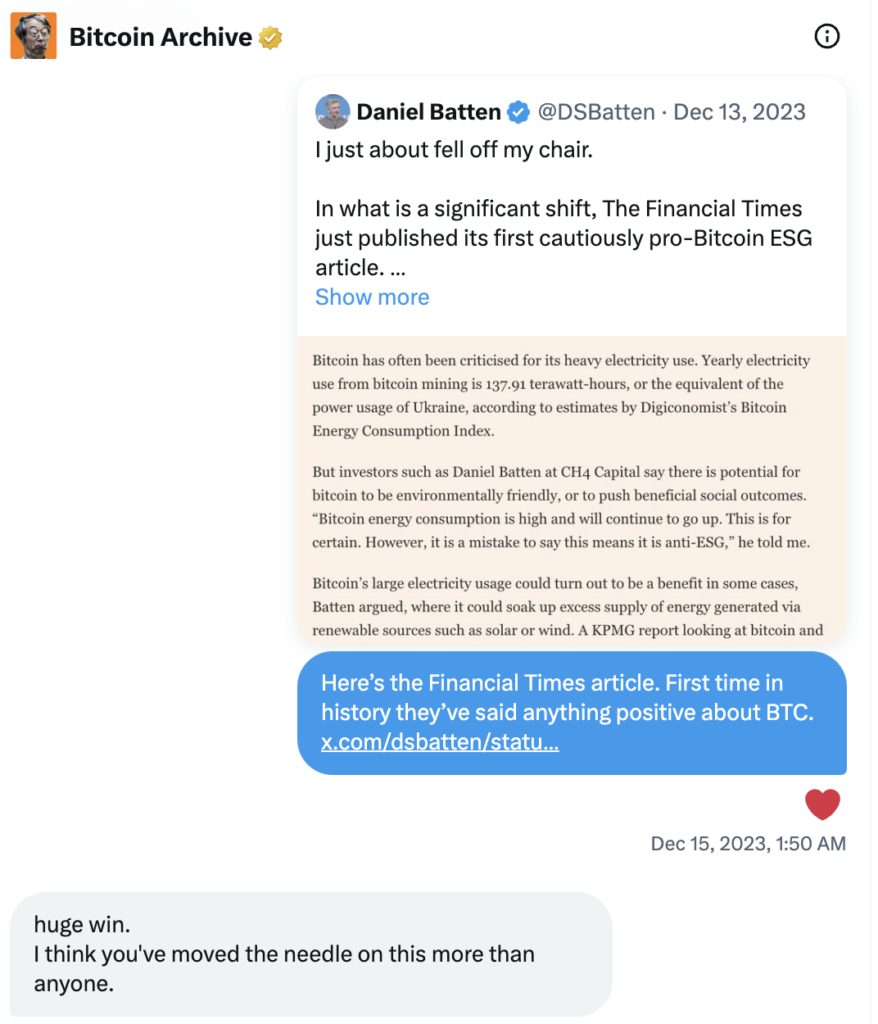 Bitcoin Archive
Daniel Batten @DSBatten · Dec 13, 2023
I just about fell off my chair.
In what is a significant shift, The Financial Times
just published its first cautiously pro-Bitcoin ESG
article. ...
Show more
Bitcoin has often been criticised for its heavy electricity use. Yearly electricity
use from bitcoin mining is 137.91 terawatt-hours, or the equivalent of the
power usage of Ukraine, according to estimates by Digiconomist's Bitcoin
Energy Consumption Index.
But investors such as Daniel Batten at CH4 Capital say there is potential for
bitcoin to be environmentally friendly, or to push beneficial social outcomes.
“Bitcoin energy consumption is high and will continue to go up. This is for
certain. However, it is a mistake to say this means it is anti-ESG,” he told me.
Bitcoin's large electricity usage could turn out to be a benefit in some cases,
Batten argued, where it could soak up excess supply of energy generated via
renewable sources such as solar or wind. A KPMG report looking at bitcoin and
Here's the Financial Times article. First time in
history they've said anything positive about BTC.
x.com/dsbatten/statu...
Dec 15, 2023, 1:50 AM
huge win.
I think you've moved the needle on this more than
anyone.